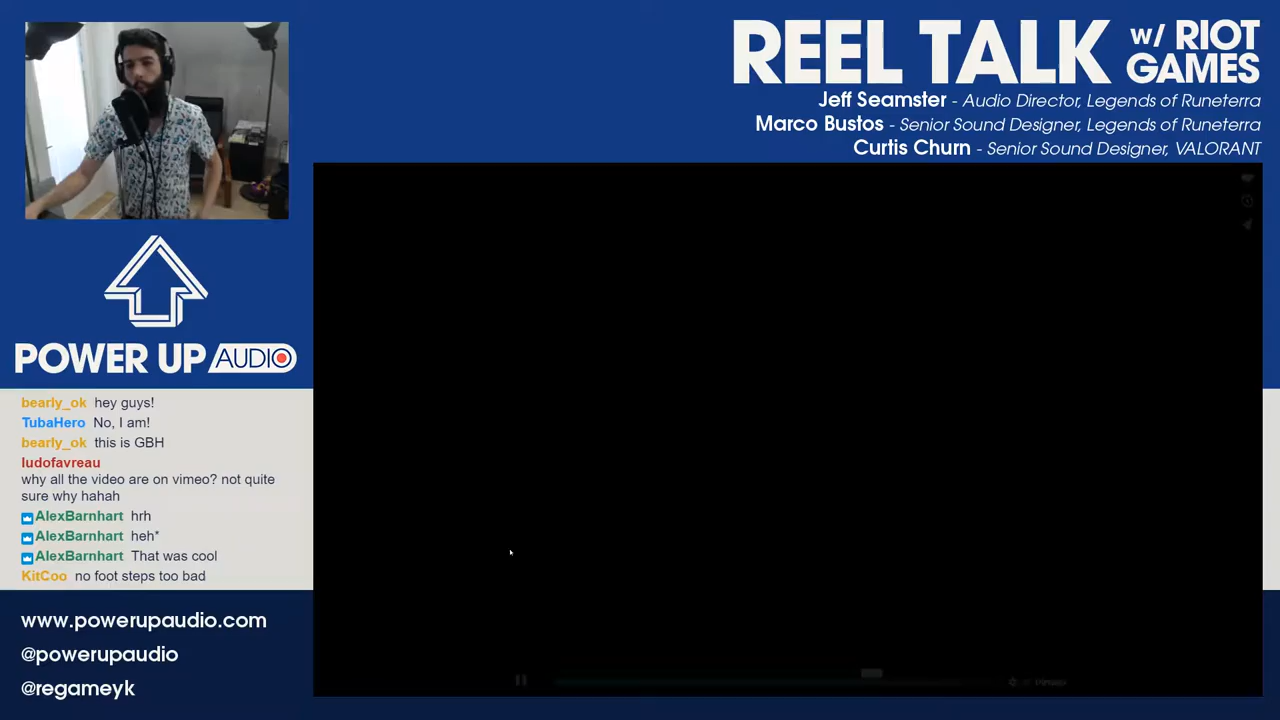 REEL TALK w/ RIOT GAMES
Jeff Seamster - Audio Director, Legends of Runeterra
Marco Bustos - Senior Sound Designer, Legends of Runeterra
Curtis Churn - Senior Sound Designer, VALORANT
POWER UP AUDIO
bearly_ok hey guys!
TubaHero No, I am!
bearly_ok this is GBH
ludofavreau
why all the video are on vimeo? not quite
sure why hahah
AlexBarnhart hrh
AlexBarnhart heh*
AlexBarnhart That was cool
KitCoo no foot steps too bad
www.powerupaudio.com
@powerupaudio
@regameyk